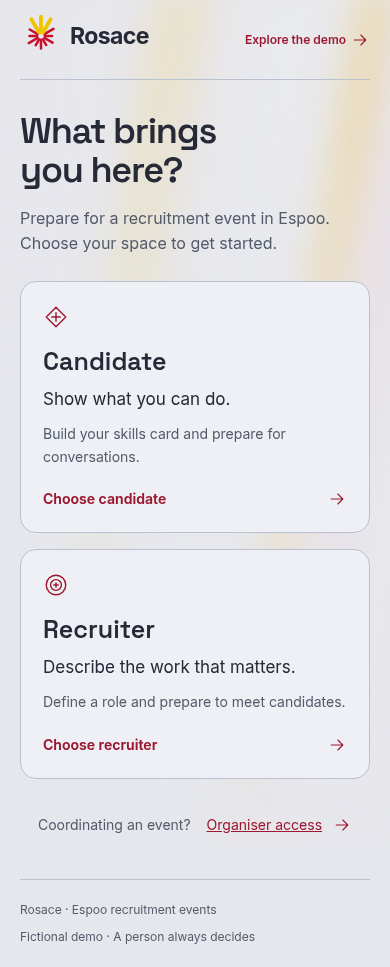 Rosace
Explore the demo
What brings
you here?
Prepare for a recruitment event in Espoo.
Choose your space to get started.
Candidate
Show what you can do.
Build your skills card and prepare for
conversations.
Choose candidate
Recruiter
Describe the work that matters.
Define a role and prepare to meet candidates.
Choose recruiter
Coordinating an event? Organiser access
Rosace · Espoo recruitment events
Fictional demo · A person always decides